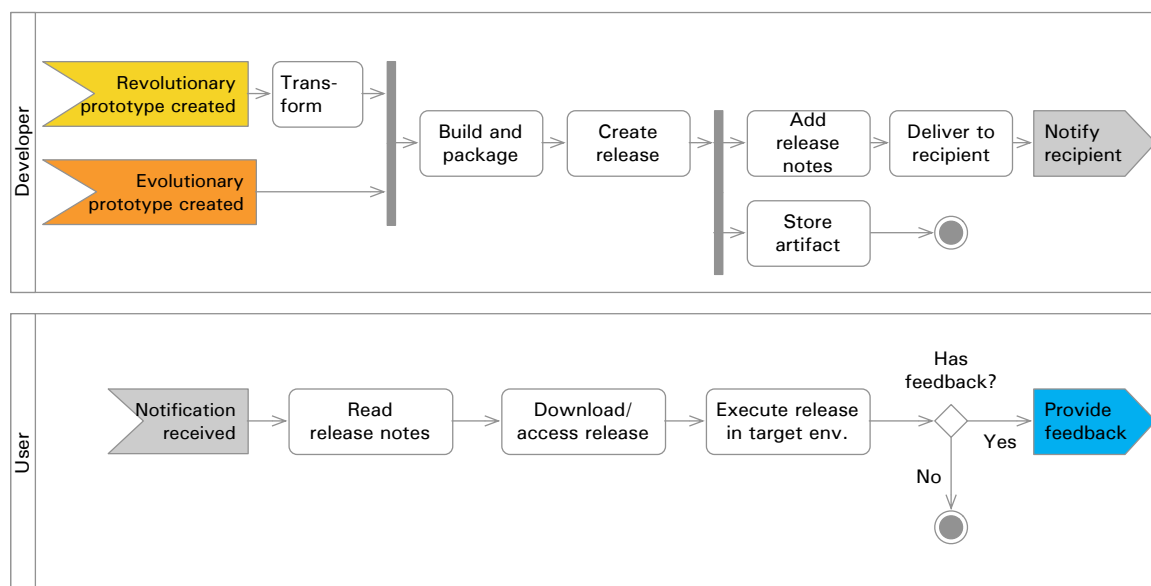 Developer
Revolutionary
prototype created
Trans-
form
Evolutionary
prototype created
Build and
package
Create
release
Add
release
notes
Deliver to
recipient
Notify
recipient
Store
artifact
User
Notification
received
Read
release notes
Download/
access release
Execute release
in target env.
Has
feedback?
Yes
No
Provide
feedback